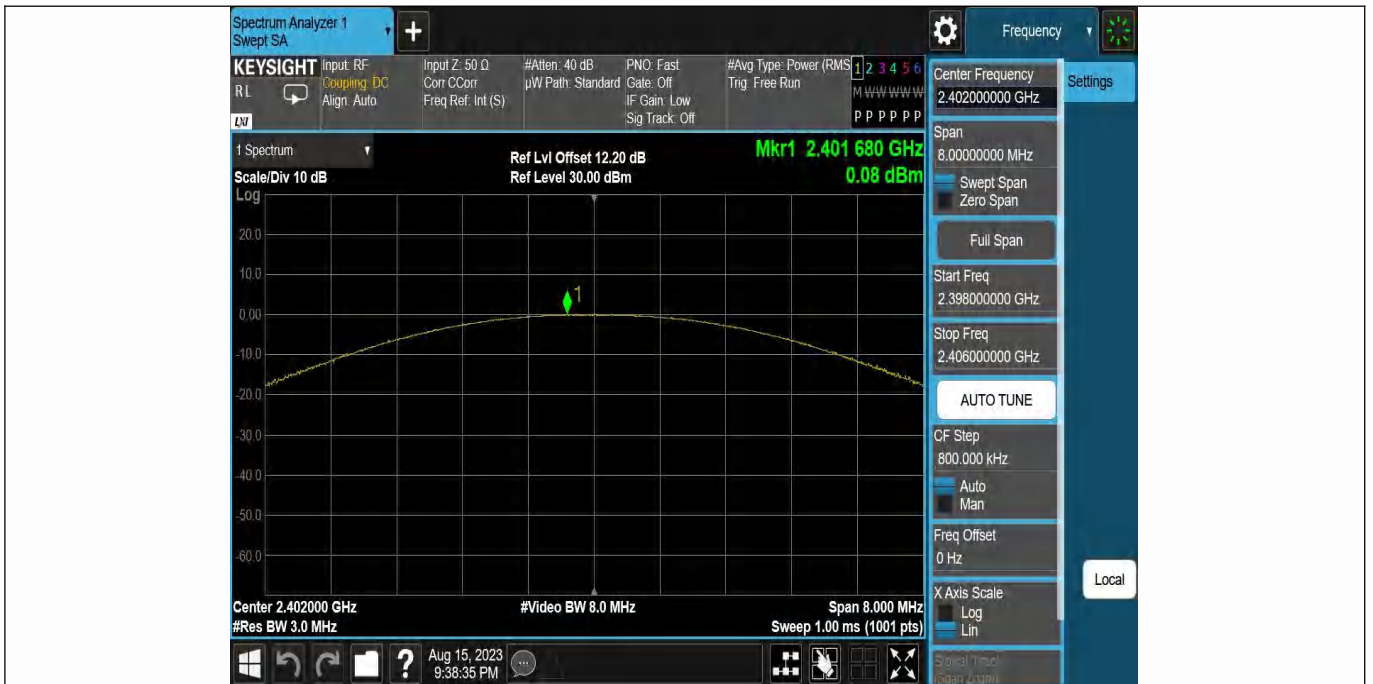 Spectrum Analyzer 1
Swept SA
+
Frequency
KEYSIGHT
RL
LXI
Input: RF
Coupling: DC
Align: Auto
Input Z: 50 Ω
Corr CCorr
Freq Ref: Int (S)
#Atten: 40 dB
µW Path: Standard
PNO: Fast
Gate: Off
IF Gain: Low
Sig Track: Off
#Avg Type: Power (RMS
Trig: Free Run
1 2 3 4 5 6
M W W W W W
P P P P P P
1 Spectrum
Scale/Div 10 dB
Ref Lvl Offset 12.20 dB
Ref Level 30.00 dBm
Mkr1 2.401 680 GHz
0.08 dBm
Log
20.0
10.0
0.00
-10.0
-20.0
-30.0
-40.0
-50.0
-60.0
1
Center 2.402000 GHz
#Res BW 3.0 MHz
#Video BW 8.0 MHz
Span 8.000 MHz
Sweep 1.00 ms (1001 pts)
Center Frequency
2.402000000 GHz
Settings
Span
8.00000000 MHz
Swept Span
Zero Span
Full Span
Start Freq
2.398000000 GHz
Stop Freq
2.406000000 GHz
AUTO TUNE
CF Step
800.000 kHz
Auto
Man
Freq Offset
0 Hz
X Axis Scale
Log
Lin
Signal Track
(Span Zoom)
Local
?
Aug 15, 2023
9:38:35 PM